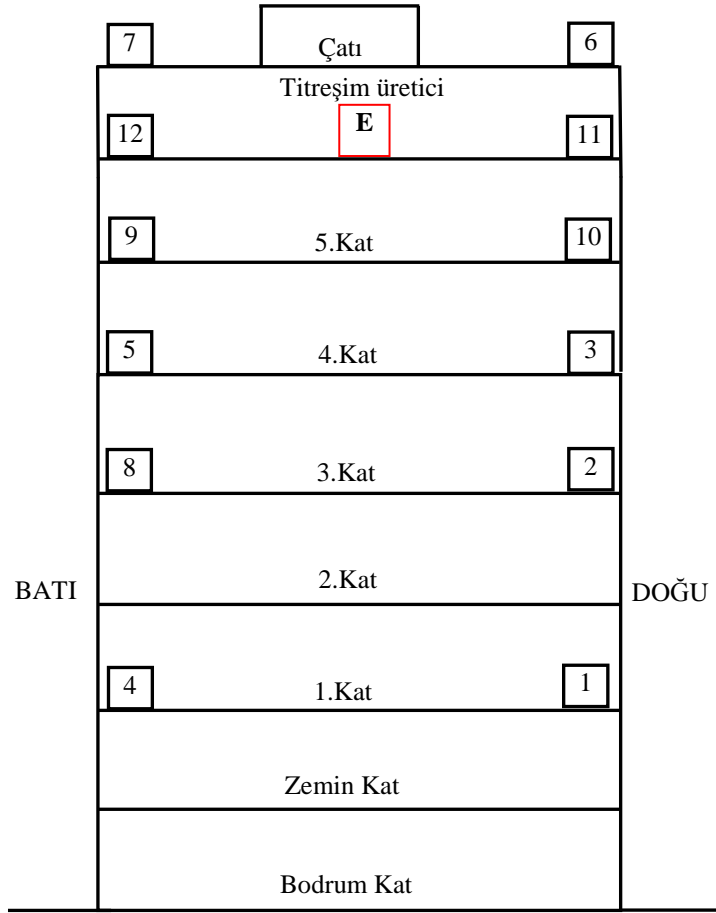 7 Çatı 6
Titreşim üretici
12 E 11
9 5.Kat 10
5 4.Kat 3
8 3.Kat 2
BATI 2.Kat DOĞU
4 1.Kat 1
Zemin Kat
Bodrum Kat